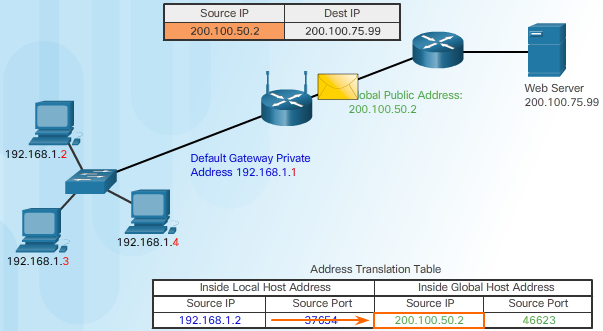 Source IP Dest IP
200.100.50.2 200.100.75.99
Web Server
200.100.75.99
obal Public Address:
200.100.50.2
192.168.1.2
Default Gateway Private
Address 192.168.1.1
192.168.1.4
192.168.1.3
Address Translation Table
Inside Local Host Address Inside Global Host Address
Source IP Source Port Source IP Source Port
192.168.1.2 37654 200.100.50.2 46623